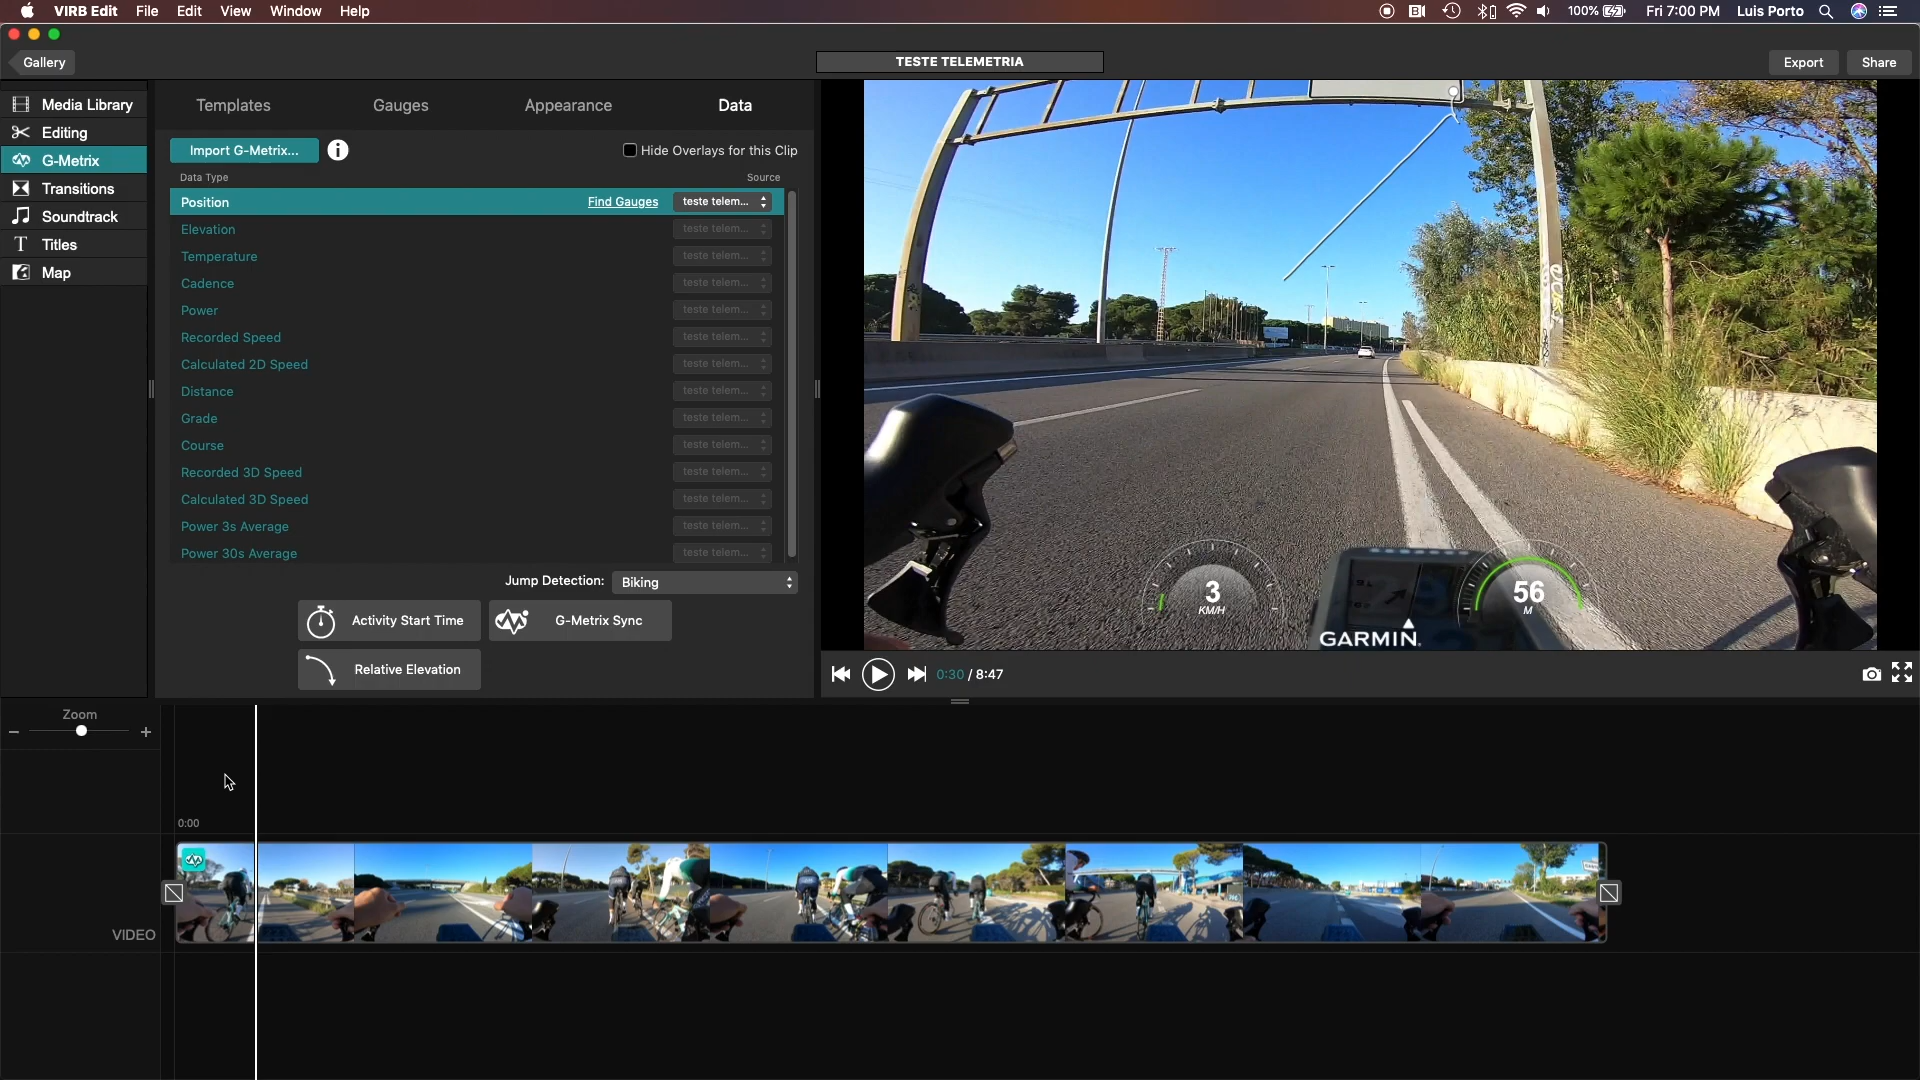 VIRB Edit File Edit View Window Help 100% Fri 7:00 PM Luis Porto
Gallery TESTE TELEMETRIA Export Share
Media Library
Editing
G-Metrix
Transitions
Soundtrack
Titles
Map
Templates Gauges Appearance Data
Import G-Metrix... Hide Overlays for this Clip
Data Type Source
Position Find Gauges teste telem...
Elevation teste telem...
Temperature teste telem...
Cadence teste telem...
Power teste telem...
Recorded Speed teste telem...
Calculated 2D Speed teste telem...
Distance teste telem...
Grade teste telem...
Course teste telem...
Recorded 3D Speed teste telem...
Calculated 3D Speed teste telem...
Power 3s Average teste telem...
Power 30s Average teste telem...
Jump Detection: Biking
Activity Start Time G-Metrix Sync
Relative Elevation
3
KM/H
56
M
GARMIN
0:30 / 8:47
Zoom
0:00
VIDEO